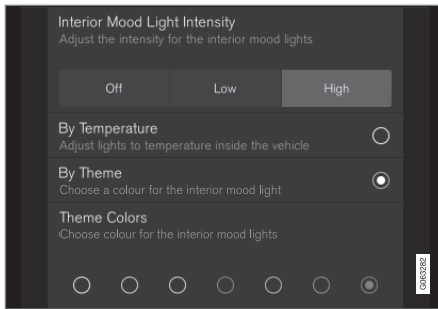 Interior Mood Light Intensity
Adjust the intensity for the interior mood lights
Off Low High
By Temperature
Adjust lights to temperature inside the vehicle
By Theme
Choose a colour for the interior mood light
Theme Colors
Choose colour for the interior mood lights
G063282